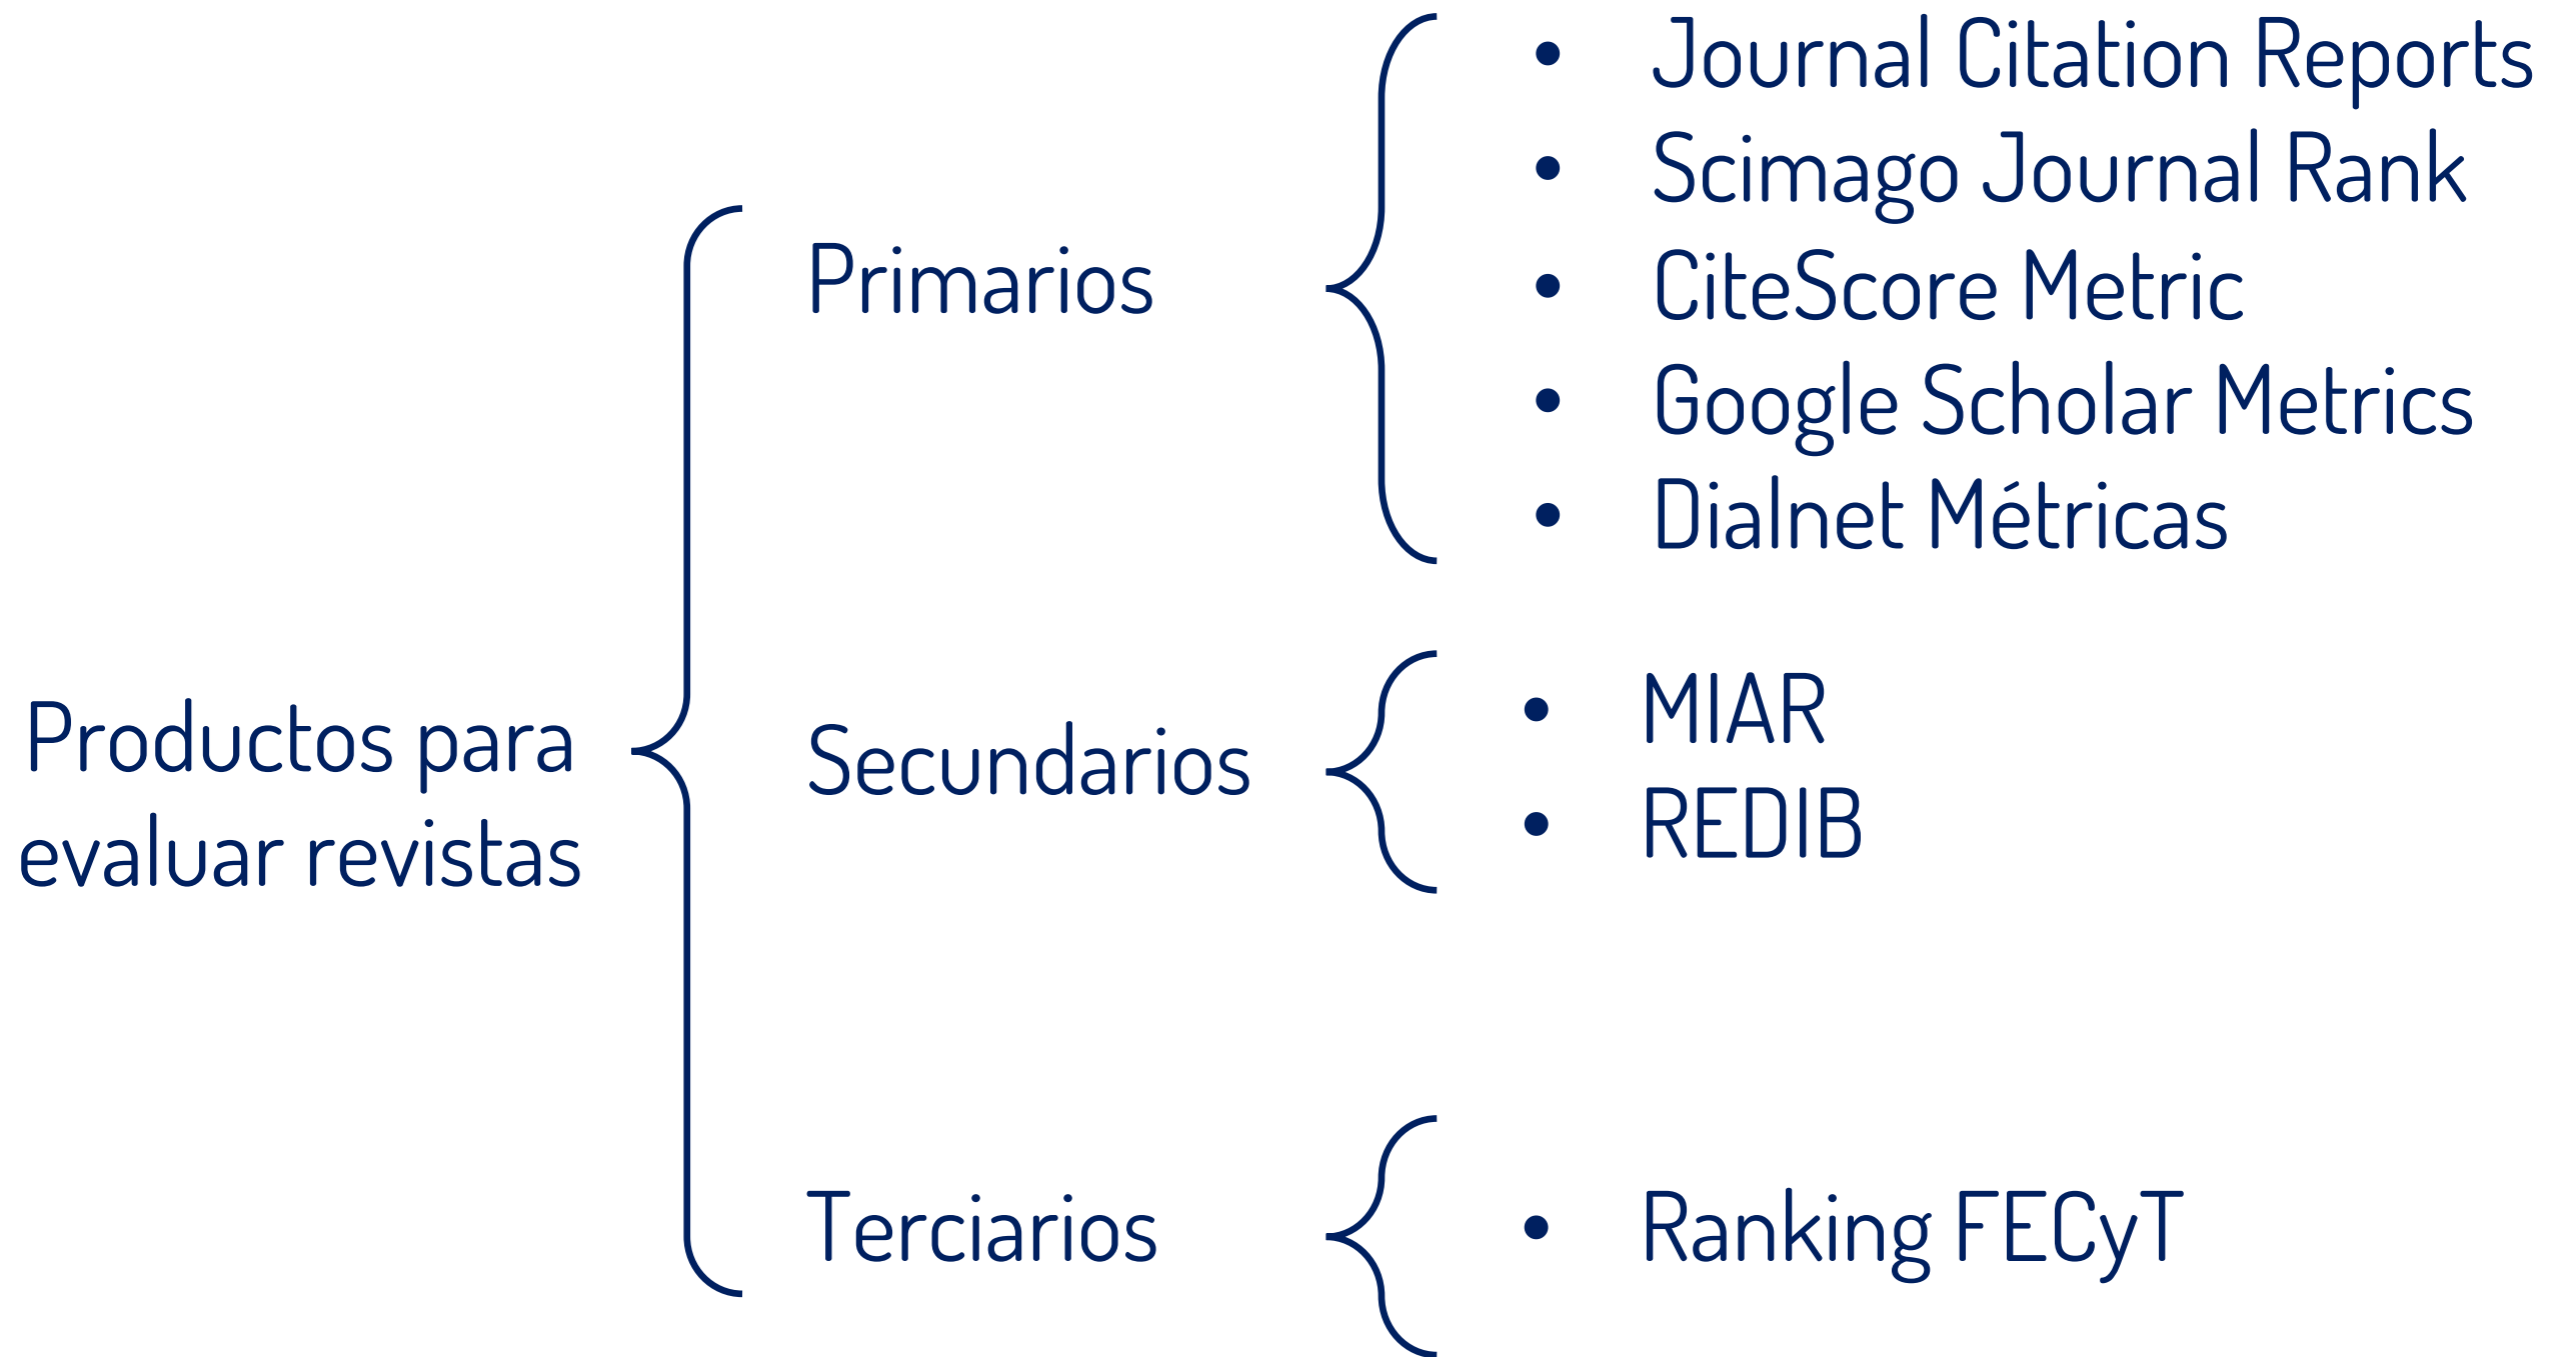 Productos para
evaluar revistas
Primarios
• Journal Citation Reports
• Scimago Journal Rank
• CiteScore Metric
• Google Scholar Metrics
• Dialnet Métricas
Secundarios
• MIAR
• REDIB
Terciarios
• Ranking FECyT